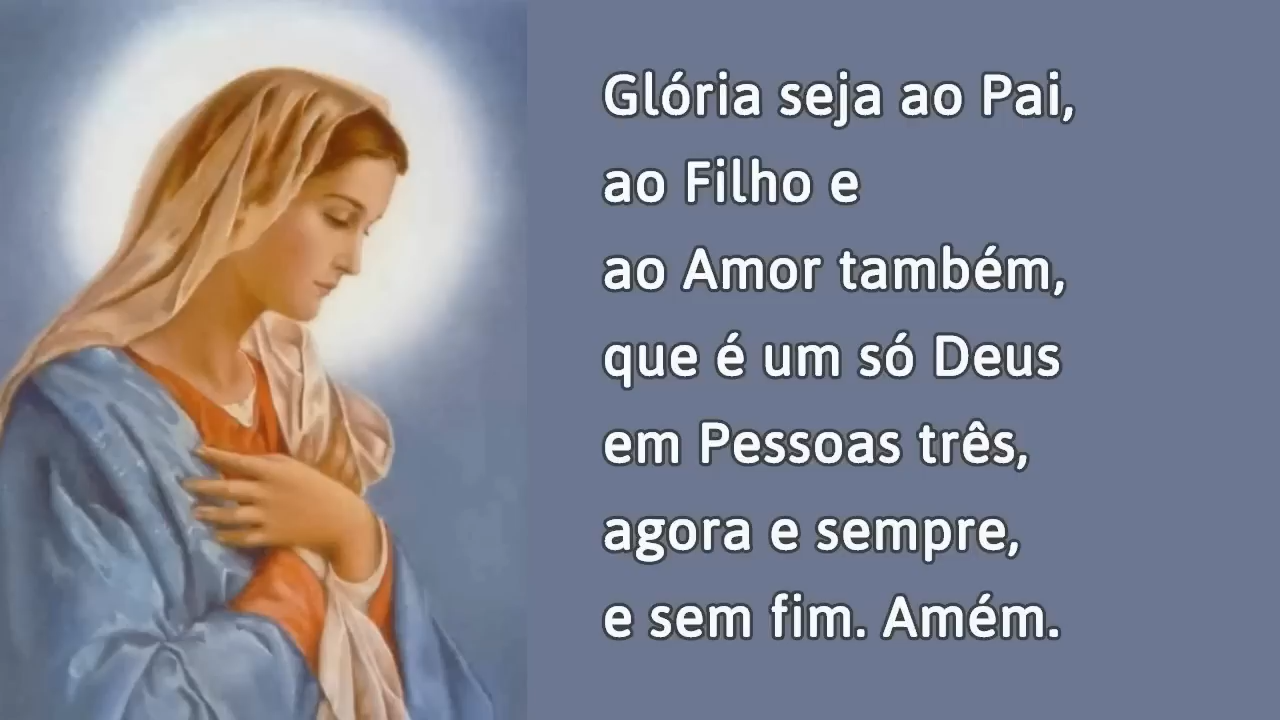 Glória seja ao Pai,
ao Filho e
ao Amor também,
que é um só Deus
em Pessoas três,
agora e sempre,
e sem fim. Amém.